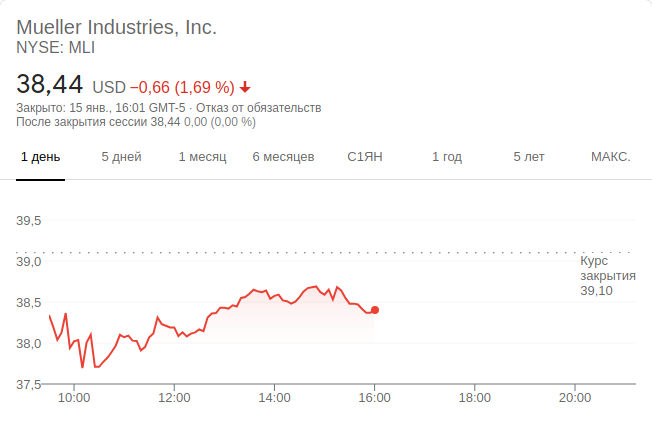 Mueller Industries, Inc.
NYSE: MLI
38,44 USD −0,66 (1,69 %)
Закрыто: 15 янв., 16:01 GMT-5 · Отказ от обязательств
После закрытия сессии 38,44 0,00 (0,00 %)
1 день 5 дней 1 месяц 6 месяцев С1ЯН 1 год 5 лет МАКС.
39,5
39,0
38,5
38,0
37,5
Курс
закрытия
39,10
10:00 12:00 14:00 16:00 18:00 20:00